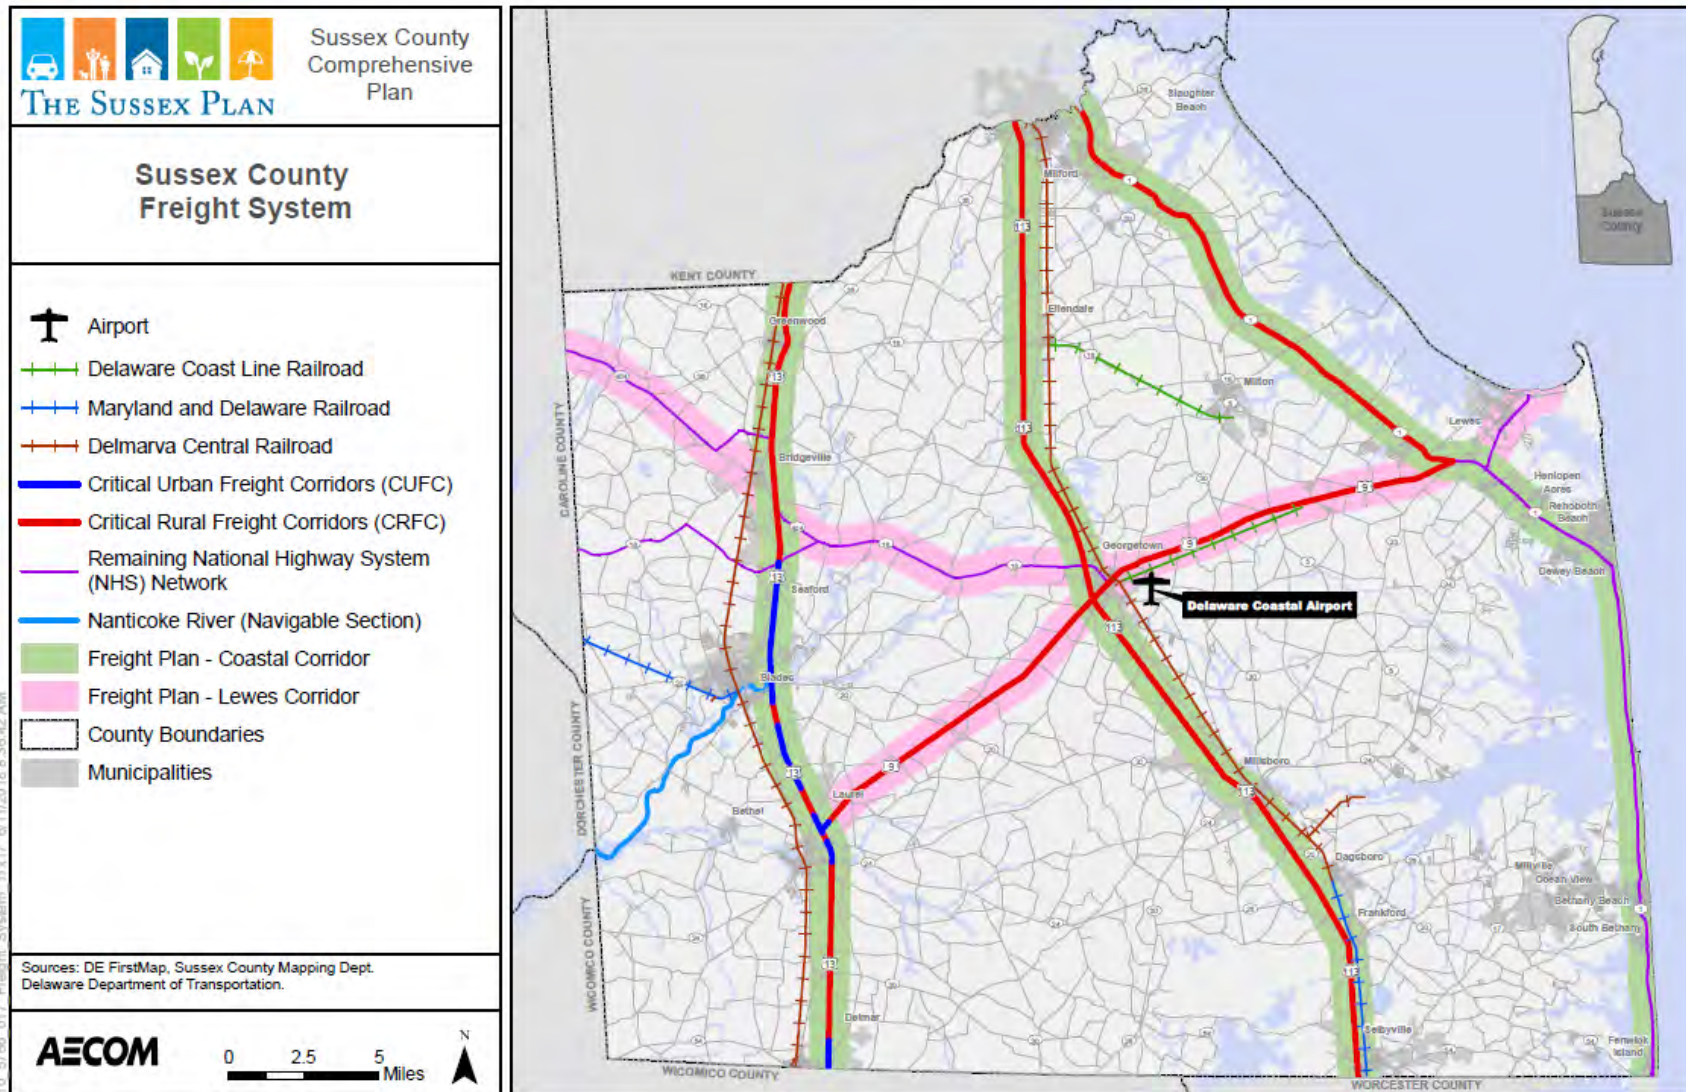 THE SUSSEX PLAN
Sussex County
Comprehensive
Plan
Sussex County
Freight System
Airport
Delaware Coast Line Railroad
Maryland and Delaware Railroad
Delmarva Central Railroad
Critical Urban Freight Corridors (CUFC)
Critical Rural Freight Corridors (CRFC)
Remaining National Highway System
(NHS) Network
Nanticoke River (Navigable Section)
Freight Plan - Coastal Corridor
Freight Plan - Lewes Corridor
County Boundaries
Municipalities
Sources: DE FirstMap, Sussex County Mapping Dept.
Delaware Department of Transportation.
AECOM
0 2.5 5
Miles
N
Slaughter
Beach
Milford
1
113
Sussex
County
KENT COUNTY
Greenwood
Ellendale
1
13
Milton
113
1
Lewes
CAROLINE COUNTY
Bridgeville
Henlopen
Acres
Rehoboth
Beach
9
1
Georgetown
9
Dewey Beach
13
Seaford
Delaware Coastal Airport
113
Blades
DORCHESTER COUNTY
13
9
Millsboro
113
Laurel
Bethel
Dagsboro
Millville
Ocean View
Bethany Beach
South Bethany
Frankford
1
WICOMICO COUNTY
13
113
Delmar
Selbyville
Fenwick
Island
WICOMICO COUNTY
WORCESTER COUNTY